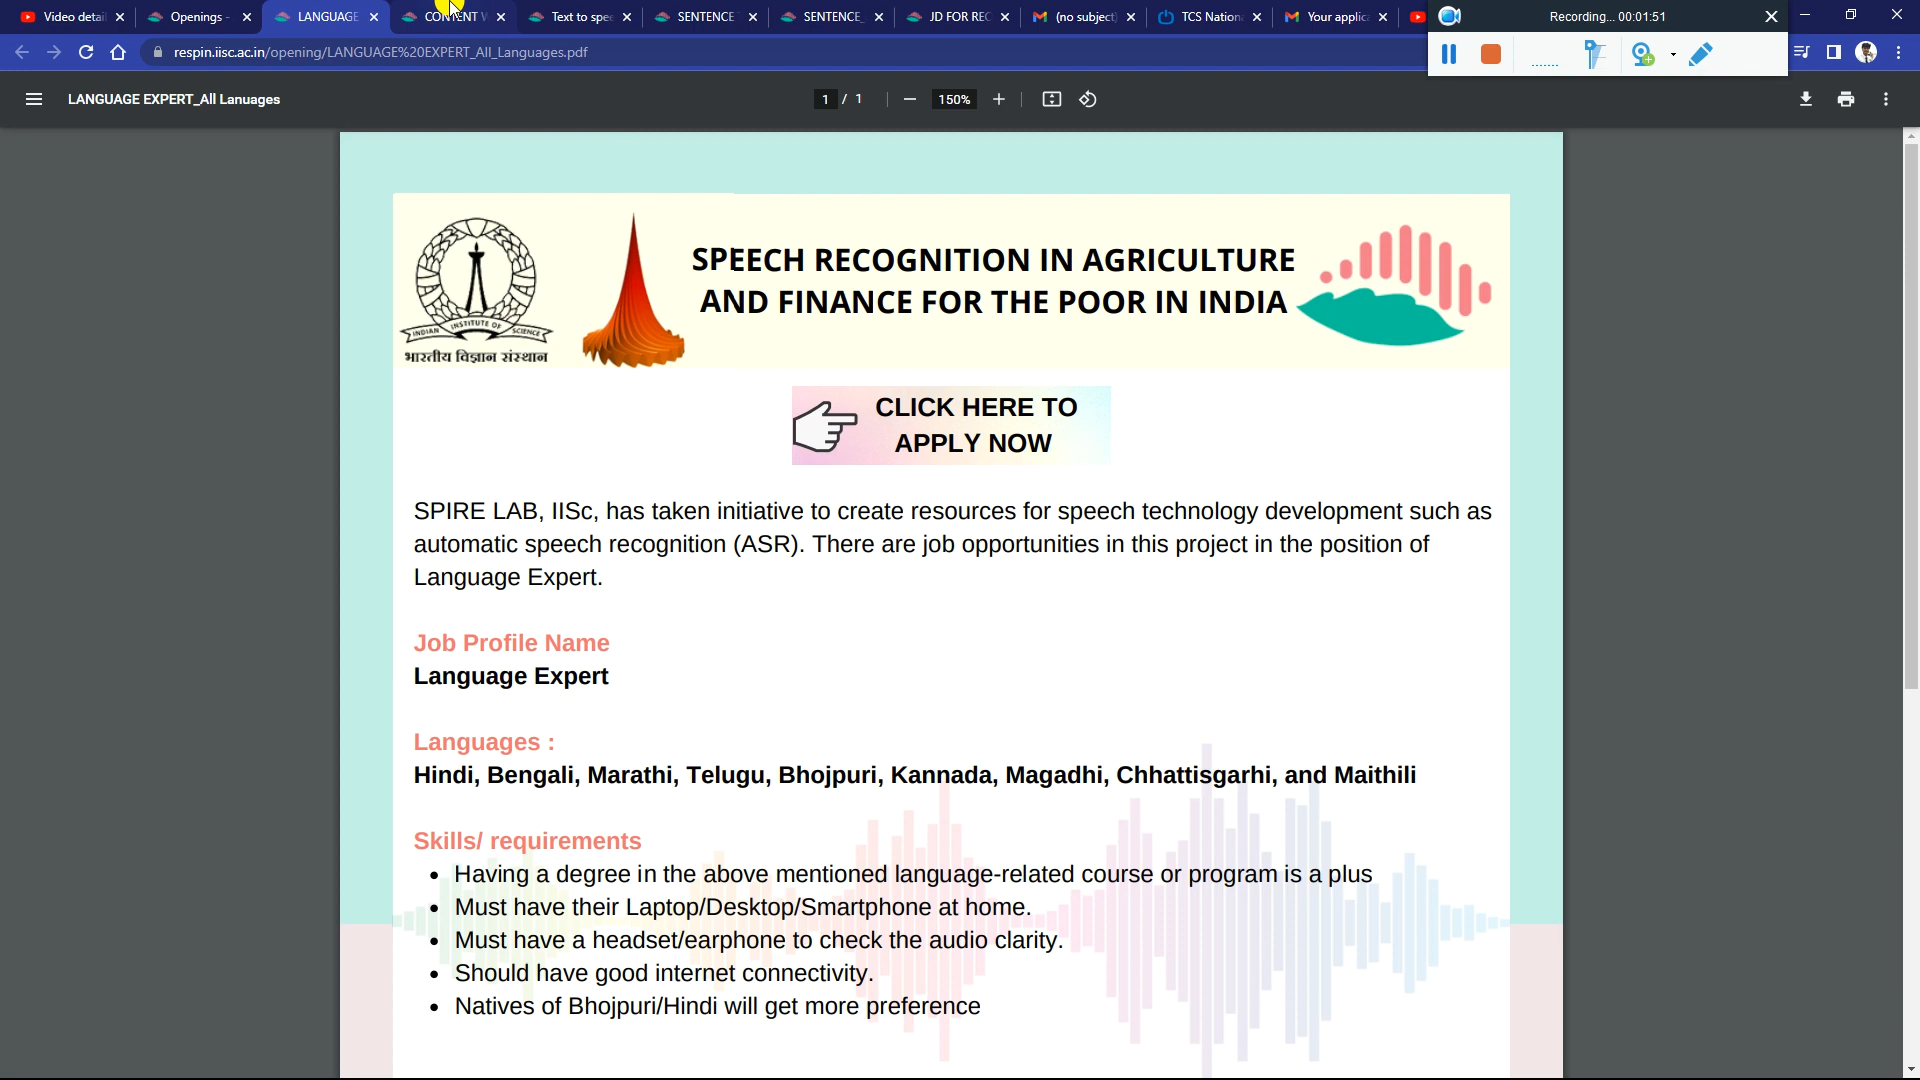 Video detai
Openings -
LANGUAGE
CONTENT W
Text to spee
SENTENCE
SENTENCE_
JD FOR REC
(no subject)
TCS Nation
Your applic
Recording... 00:01:51
respin.iisc.ac.in/opening/LANGUAGE%20EXPERT_All_Languages.pdf
LANGUAGE EXPERT_All Lanuages
1 / 1
150%
INDIAN INSTITUTE OF SCIENCE
भारतीय विज्ञान संस्थान
SPEECH RECOGNITION IN AGRICULTURE
AND FINANCE FOR THE POOR IN INDIA
CLICK HERE TO
APPLY NOW
SPIRE LAB, IISc, has taken initiative to create resources for speech technology development such as
automatic speech recognition (ASR). There are job opportunities in this project in the position of
Language Expert.
Job Profile Name
Language Expert
Languages :
Hindi, Bengali, Marathi, Telugu, Bhojpuri, Kannada, Magadhi, Chhattisgarhi, and Maithili
Skills/ requirements
• Having a degree in the above mentioned language-related course or program is a plus
• Must have their Laptop/Desktop/Smartphone at home.
• Must have a headset/earphone to check the audio clarity.
• Should have good internet connectivity.
• Natives of Bhojpuri/Hindi will get more preference